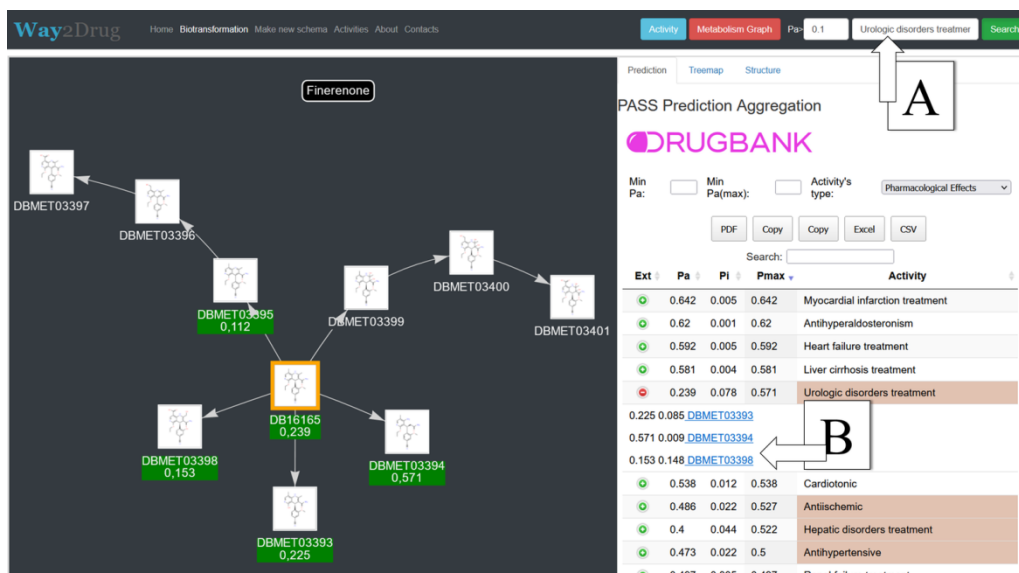 Way2Drug Home Biotransformation Make new schema Activities About Contacts Activity Metabolism Graph Pa> 0.1 Urologic disorders treatmer Search
A
Finerenone
DBMET03397
DBMET03396
DBMET03395
0,112
DBMET03399
DBMET03400
DBMET03401
DB16165
0,239
DBMET03398
0,153
DBMET03394
0,571
DBMET03393
0,225
Prediction Treemap Structure
PASS Prediction Aggregation
DRUGBANK
Min Pa: Min Pa(max): Activity's type: Pharmacological Effects
PDF Copy Copy Excel CSV
Search:
Ext Pa Pi Pmax Activity
0.642 0.005 0.642 Myocardial infarction treatment
0.62 0.001 0.62 Antihyperaldosteronism
0.592 0.005 0.592 Heart failure treatment
0.581 0.004 0.581 Liver cirrhosis treatment
0.239 0.078 0.571 Urologic disorders treatment
0.225 0.085 DBMET03393
0.571 0.009 DBMET03394
0.153 0.148 DBMET03398
B
0.538 0.012 0.538 Cardiotonic
0.486 0.022 0.527 Antiischemic
0.4 0.044 0.522 Hepatic disorders treatment
0.473 0.022 0.5 Antihypertensive